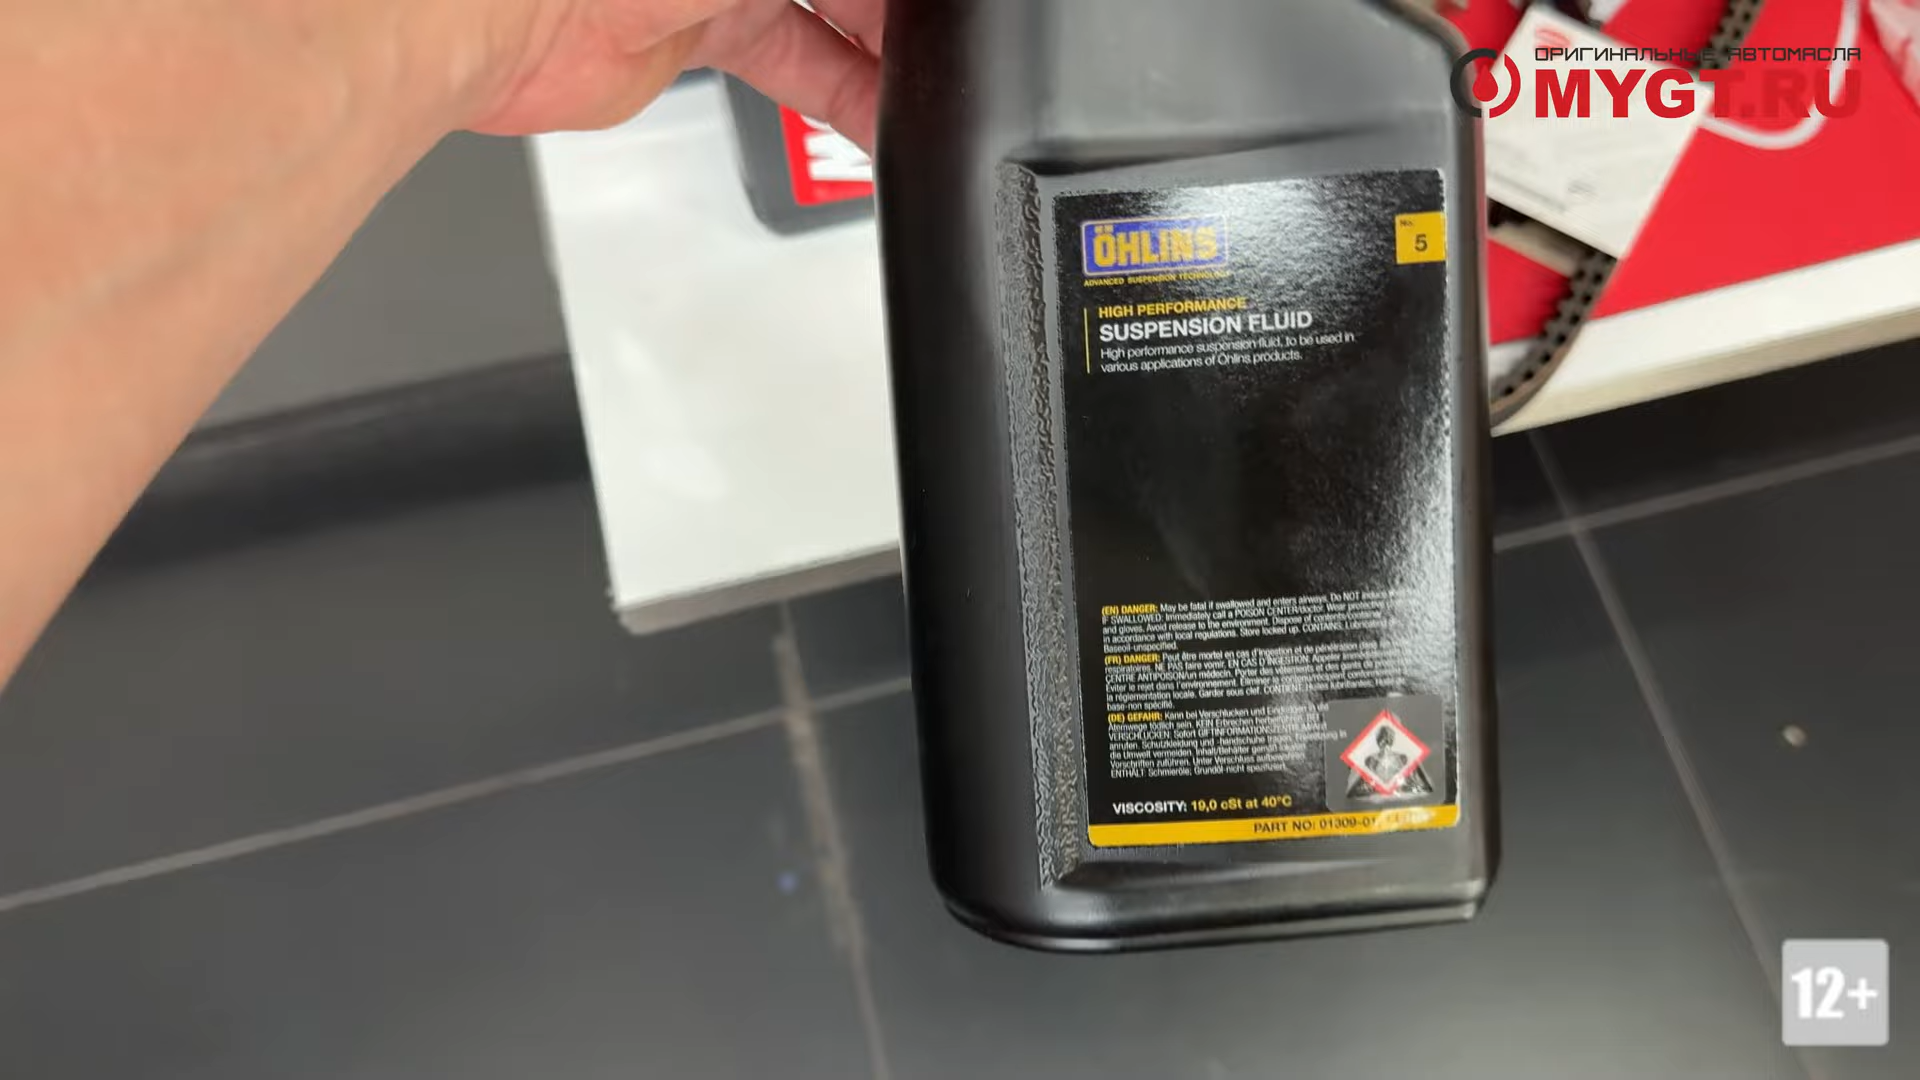 ОРИГИНАЛЬНЫЕ АВТОМАСЛА
MYGT.RU
ÖHLINS
ADVANCED SUSPENSION TECHNOLOGY
No.
5
HIGH PERFORMANCE
SUSPENSION FLUID
High performance suspension fluid, to be used in
various applications of Öhlins products.
(EN) DANGER: May be fatal if swallowed and enters airways. Do NOT
IF SWALLOWED: Immediately call a POISON CENTER/doctor. Wear
and gloves. Avoid release to the environment. Dispose of contents/container
in accordance with local regulations. Store locked up. CONTAINS:
Baseoil-unspecified.
(FR) DANGER: Peut être mortel en cas d'ingestion et de pénétration dans
respiratoires. NE PAS faire vomir. EN CAS D'INGESTION: Appeler
CENTRE ANTIPOISON/un médecin. Porter des vêtements et des gants de
Éviter le rejet dans l'environnement. Éliminer le contenu/récipient
la réglementation locale. Garder sous clef. CONTIENT: Huiles lubrifiantes,
base-non spécifié.
(DE) GEFAHR: Kann bei Verschlucken und Eindringen in die
Atemwege tödlich sein. KEIN Erbrechen herbeiführen. BEI
VERSCHLUCKEN: Sofort GIFTINFORMATIONSZENTRUM/Arzt
anrufen. Schutzkleidung und -handschuhe tragen. Freisetzung in
die Umwelt vermeiden. Inhalt/Behälter gemäß lokalen
Vorschriften zuführen. Unter Verschluss aufbewahren.
ENTHÄLT: Schmieröle; Grundöl-nicht spezifiziert.
VISCOSITY: 19,0 cSt at 40°C
PART NO: 01309-01
12+